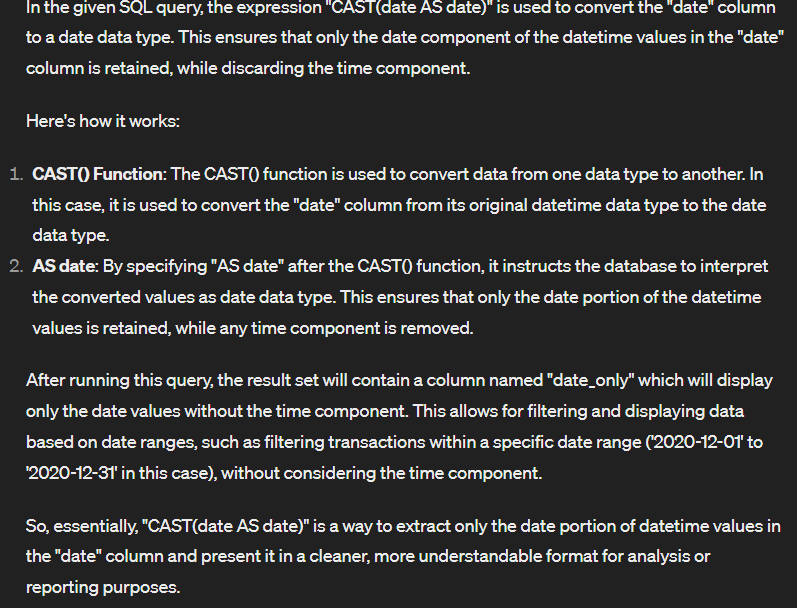 In the given SQL query, the expression "CAST(date AS date)" is used to convert the "date" column
to a date data type. This ensures that only the date component of the datetime values in the "date"
column is retained, while discarding the time component.
Here's how it works:
1. CAST() Function: The CAST() function is used to convert data from one data type to another. In
this case, it is used to convert the "date" column from its original datetime data type to the date
data type.
2. AS date: By specifying "AS date" after the CAST() function, it instructs the database to interpret
the converted values as date data type. This ensures that only the date portion of the datetime
values is retained, while any time component is removed.
After running this query, the result set will contain a column named "date_only" which will display
only the date values without the time component. This allows for filtering and displaying data
based on date ranges, such as filtering transactions within a specific date range ('2020-12-01' to
'2020-12-31' in this case), without considering the time component.
So, essentially, "CAST(date AS date)" is a way to extract only the date portion of datetime values in
the "date" column and present it in a cleaner, more understandable format for analysis or
reporting purposes.